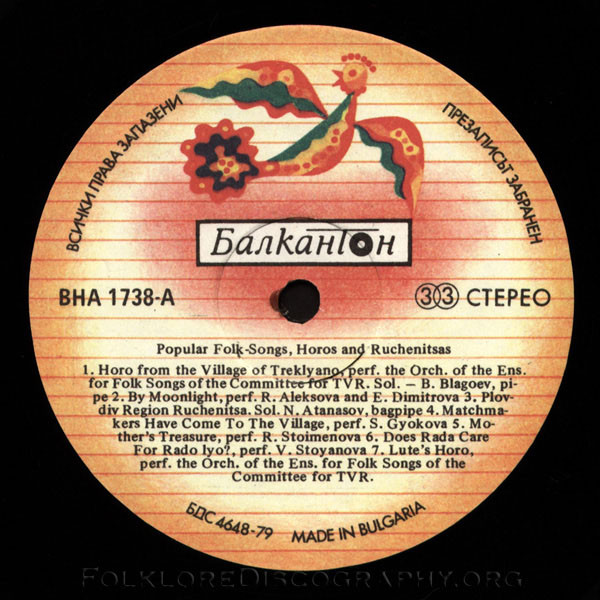 ВСИЧКИ ПРАВА ЗАПАЗЕНИ
ПРЕЗАПИСЪТ ЗАБРАНЕН
Балкантон
ВНА 1738-А
33 СТЕРЕО
Popular Folk-Songs, Horos and Ruchenitsas
1. Horo from the Village of Treklyano, perf. the Orch. of the Ens.
for Folk Songs of the Committee for TVR. Sol. – B. Blagoev, pi-
pe 2. By Moonlight, perf. R. Aleksova and E. Dimitrova 3. Plov-
div Region Ruchenitsa. Sol. N. Atanasov, bagpipe 4. Matchma-
kers Have Come To The Village, perf. S. Gyokova 5. Mo-
ther's Treasure, perf. R. Stoimenova 6. Does Rada Care
For Rado lyo?, perf. V. Stoyanova 7. Lute's Horo,
perf. the Orch. of the Ens. for Folk Songs of the
Committee for TVR.
БДС 4648-79 MADE IN BULGARIA
FOLKLOREDISCOGRAPHY.ORG